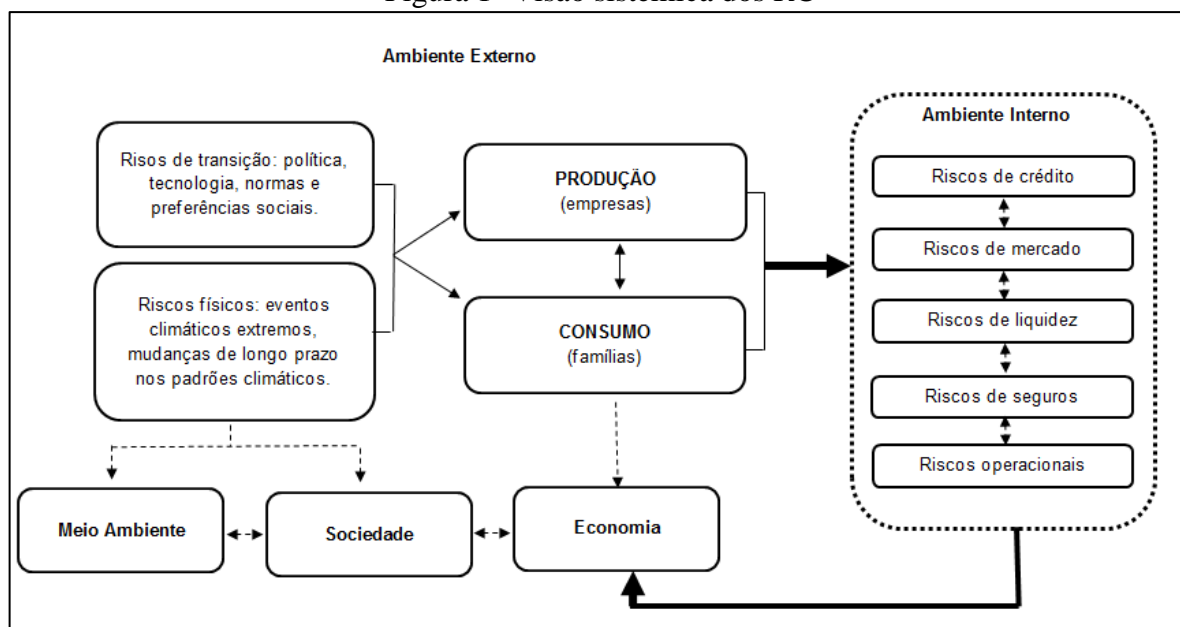 Ambiente Externo
Risos de transição: política,
tecnologia, normas e
preferências sociais.
Riscos físicos: eventos
climáticos extremos,
mudanças de longo prazo
nos padrões climáticos.
PRODUÇÃO
(empresas)
CONSUMO
(famílias)
Ambiente Interno
Riscos de crédito
Riscos de mercado
Riscos de liquidez
Riscos de seguros
Riscos operacionais
Meio Ambiente
Sociedade
Economia